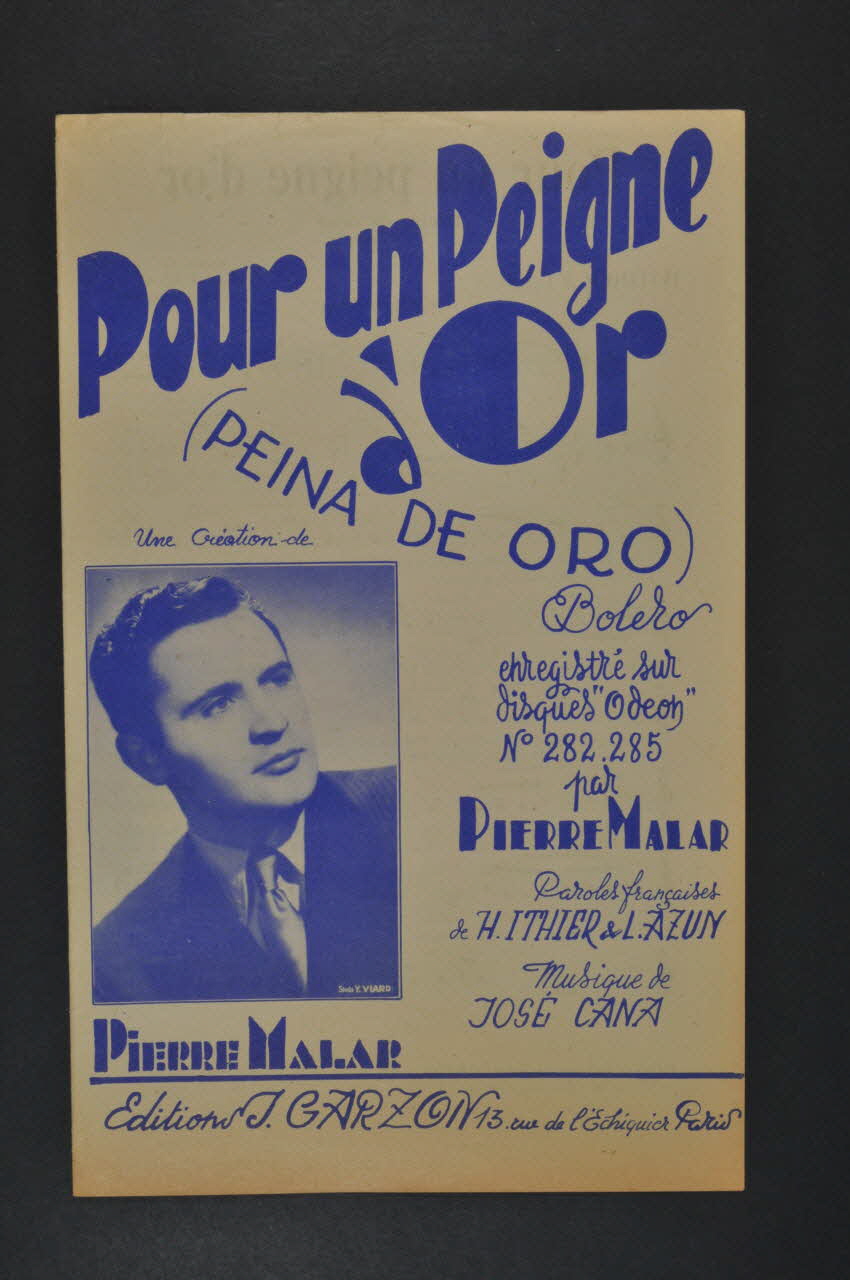 Pour un Peigne
d'Or
(PEINA DE ORO)
Une Création de
Boléro
enregistré sur
disques "Odeon"
N° 282.285
par
PIERRE MALAR
Paroles françaises
de H. ITHIER & L. AZUN
Musique de
JOSÉ CANA
Studio Y. VIARD
PIERRE MALAR
Editions J. GARZON 13. rue de l'Echiquier Paris